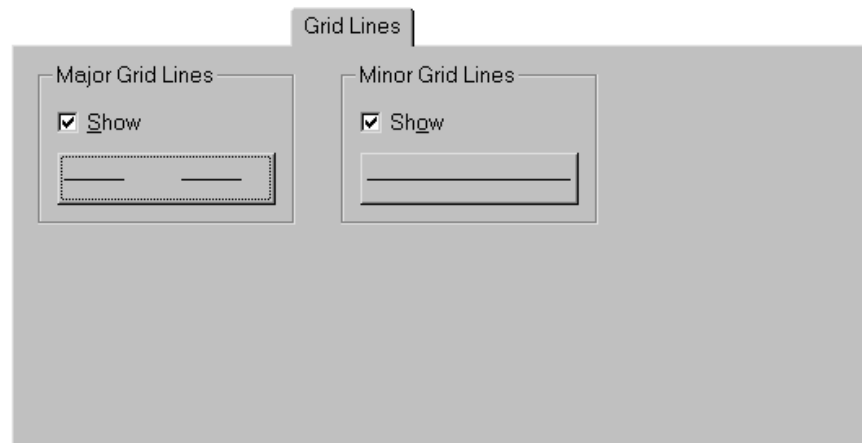 Grid Lines
Major Grid Lines
Show
Minor Grid Lines
Show